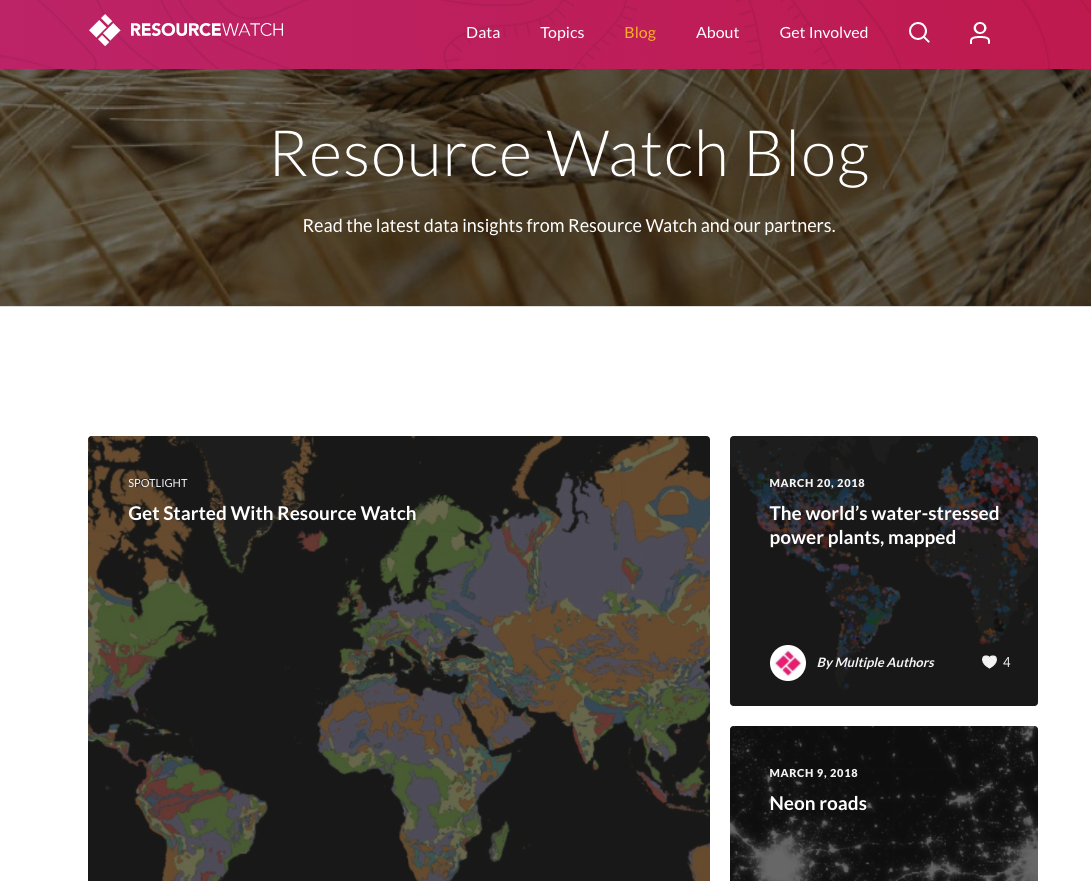 RESOURCEWATCH
Data
Topics
Blog
About
Get Involved
Resource Watch Blog
Read the latest data insights from Resource Watch and our partners.
SPOTLIGHT
Get Started With Resource Watch
MARCH 20, 2018
The world’s water-stressed
power plants, mapped
By Multiple Authors
4
MARCH 9, 2018
Neon roads